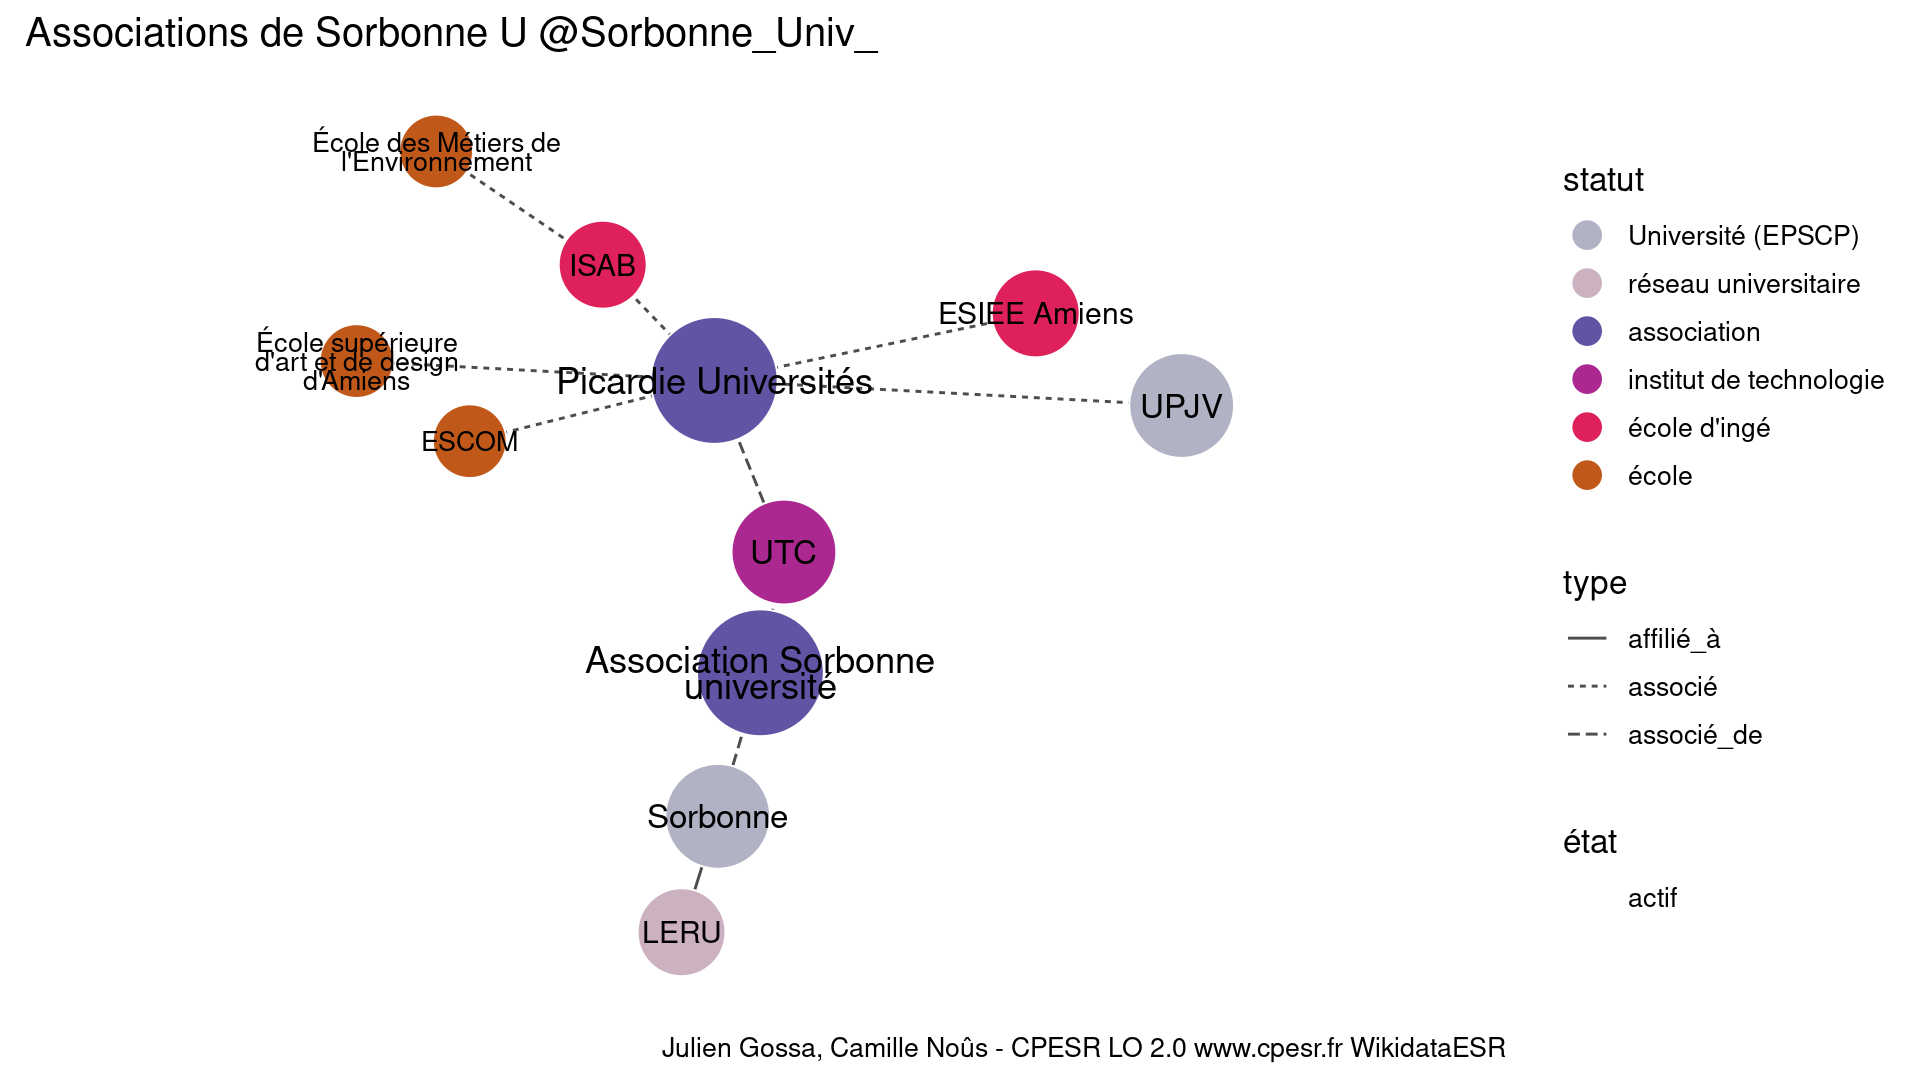 Associations de Sorbonne U @Sorbonne_Univ_
École des Métiers de
l'Environnement
ISAB
ESIEE Amiens
École supérieure
d'art et de design
d'Amiens
Picardie Universités
UPJV
ESCOM
UTC
Association Sorbonne
université
Sorbonne
LERU
statut
Université (EPSCP)
réseau universitaire
association
institut de technologie
école d'ingé
école
type
affilié_à
associé
associé_de
état
actif
Julien Gossa, Camille Noûs - CPESR LO 2.0 www.cpesr.fr WikidataESR